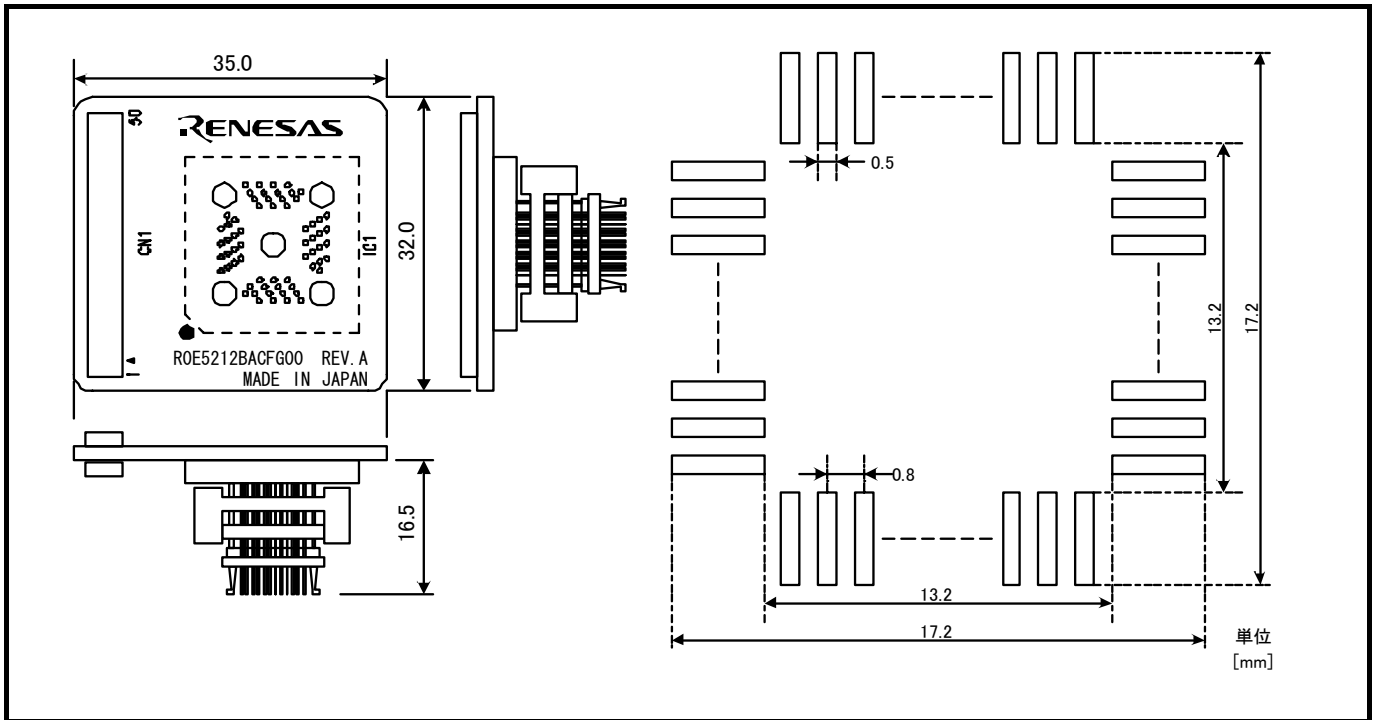 35.0
50
RENESAS
CN1
IC1
32.0
1
R0E5212BACFG00 REV. A
MADE IN JAPAN
16.5
0.5
13.2
17.2
0.8
13.2
17.2
単位
[mm]